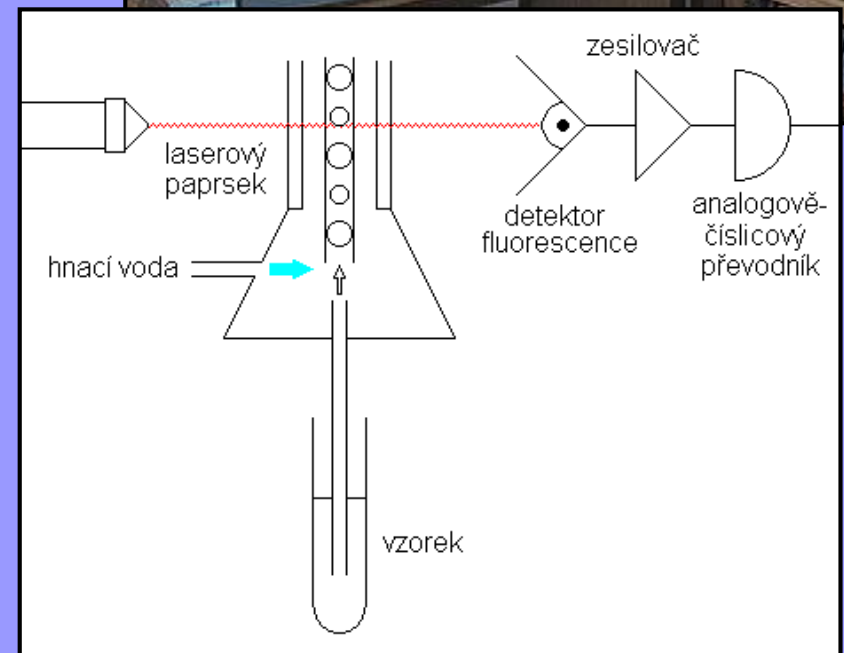 zesilovač
laserový
paprsek
detektor
fluorescence
analogově-
číslicový
převodník
hnací voda
vzorek